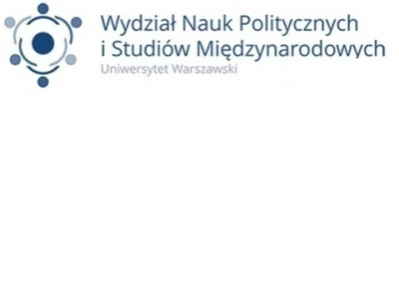 Wydział Nauk Politycznych
i Studiów Międzynarodowych
Uniwersytet Warszawski